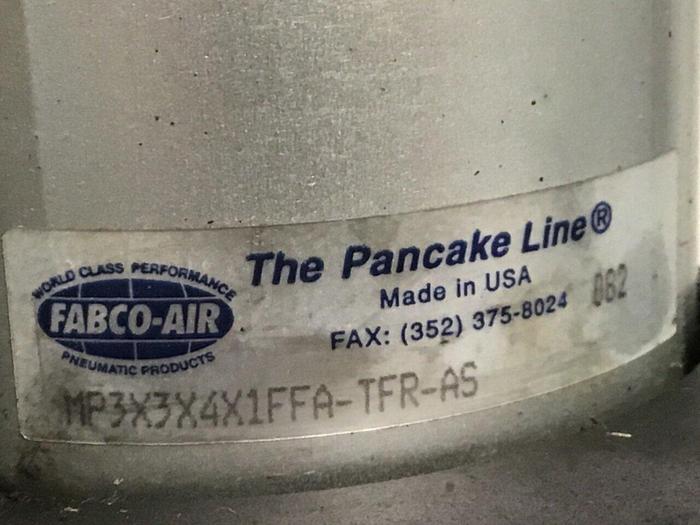 WORLD CLASS PERFORMANCE
FABCO-AIR
PNEUMATIC PRODUCTS
The Pancake Line®
Made in USA
FAX: (352) 375-8024
062
MP3X3X4X1FFA-TFR-AS